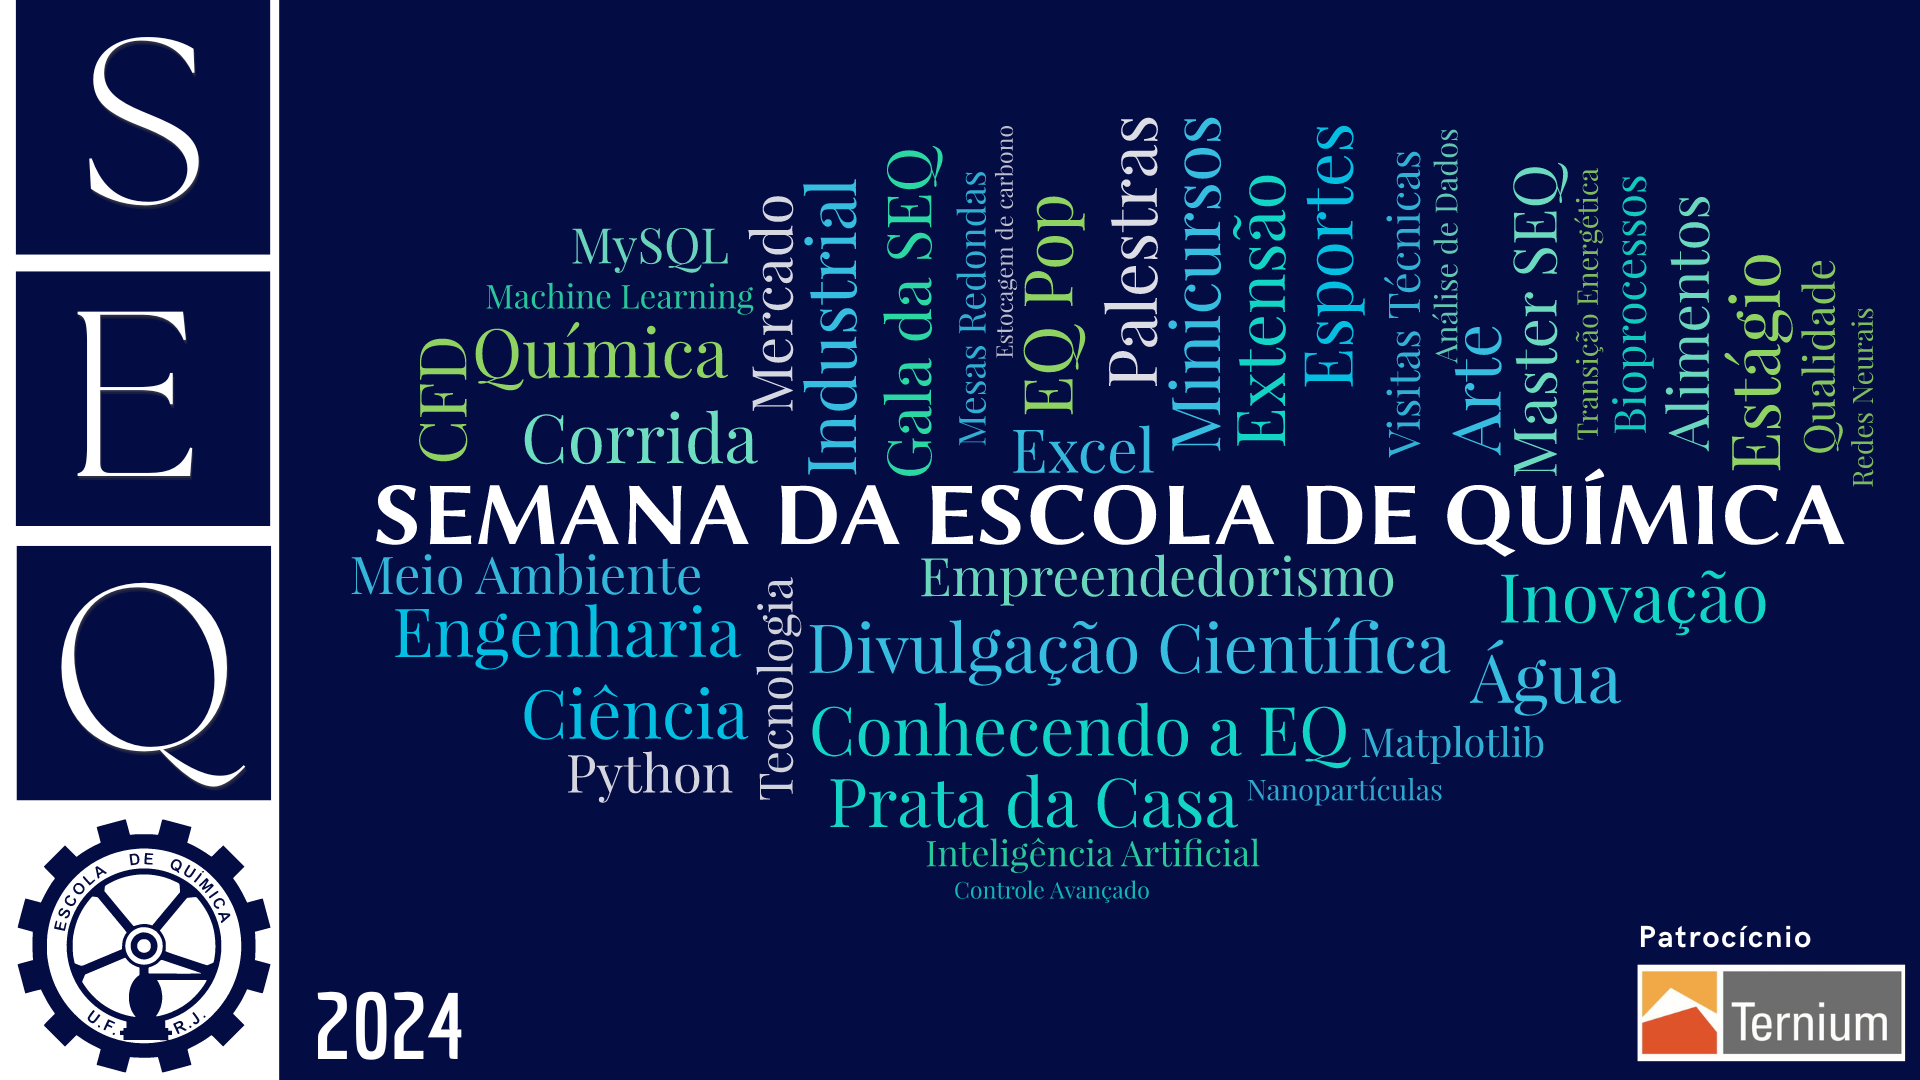 S
E
Q
ESCOLA DE QUÍMICA
U.F. R.J.
MySQL
Machine Learning
CFD
Química
Corrida
Mercado
Industrial
Gala da SEQ
Mesas Redondas
Estocagem de carbono
EQ Pop
Excel
Palestras
Minicursos
Extensão
Esportes
Visitas Técnicas
Análise de Dados
Arte
Master SEQ
Transição Energética
Bioprocessos
Alimentos
Estágio
Qualidade
Redes Neurais
SEMANA DA ESCOLA DE QUÍMICA
Meio Ambiente
Engenharia
Ciência
Python
Tecnologia
Empreendedorismo
Divulgação Científica
Inovação
Água
Conhecendo a EQ
Matplotlib
Prata da Casa
Nanopartículas
Inteligência Artificial
Controle Avançado
2024
Patrocícnio
Ternium